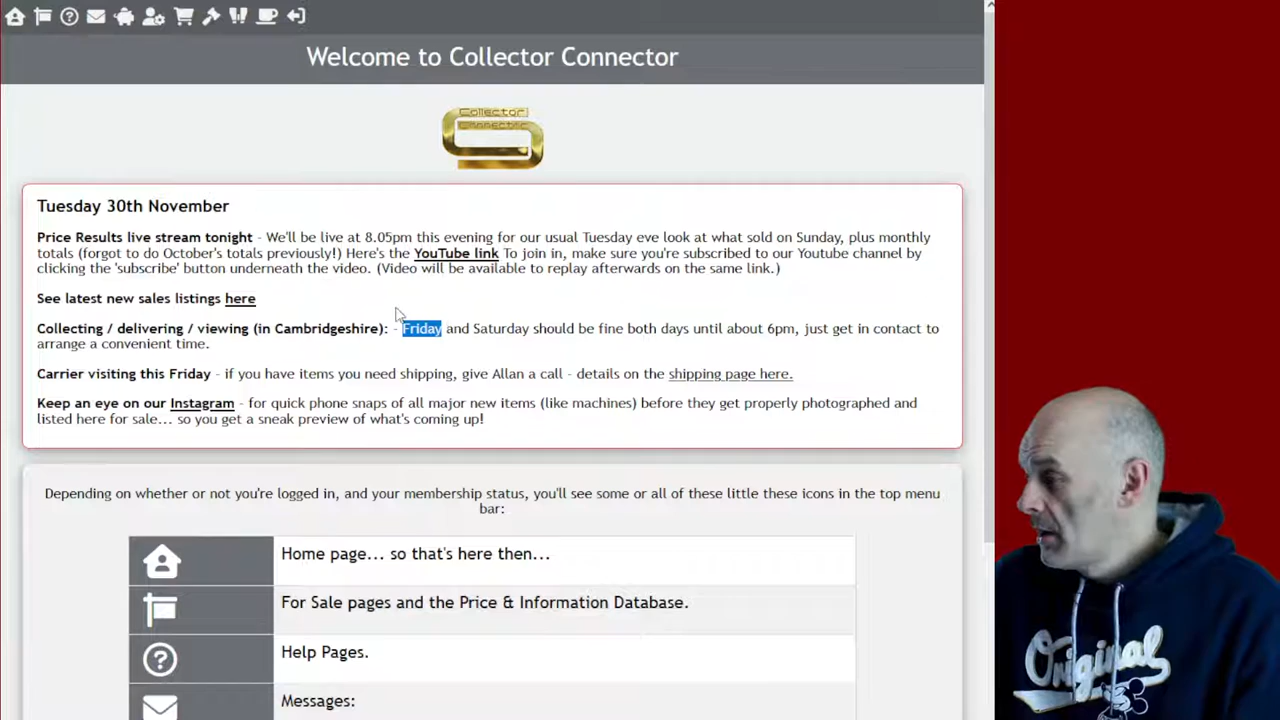 Welcome to Collector Connector
Collector
Connector
Tuesday 30th November
Price Results live stream tonight - We'll be live at 8.05pm this evening for our usual Tuesday eve look at what sold on Sunday, plus monthly
totals (forgot to do October's totals previously!) Here's the YouTube link To join in, make sure you're subscribed to our Youtube channel by
clicking the 'subscribe' button underneath the video. (Video will be available to replay afterwards on the same link.)
See latest new sales listings here
Collecting / delivering / viewing (in Cambridgeshire): - Friday and Saturday should be fine both days until about 6pm, just get in contact to
arrange a convenient time.
Carrier visiting this Friday - if you have items you need shipping, give Allan a call - details on the shipping page here.
Keep an eye on our Instagram - for quick phone snaps of all major new items (like machines) before they get properly photographed and
listed here for sale... so you get a sneak preview of what's coming up!
Depending on whether or not you're logged in, and your membership status, you'll see some or all of these little these icons in the top menu
bar:
Home page... so that's here then...
For Sale pages and the Price & Information Database.
Help Pages.
Messages:
Original